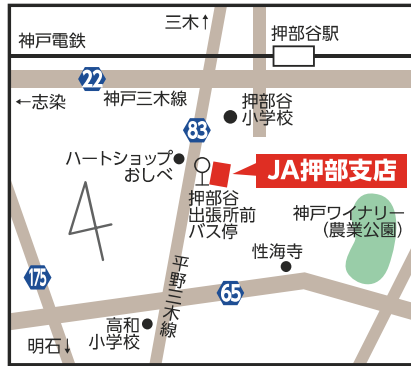 三木↑
神戸電鉄
押部谷駅
22
神戸三木線
←志染
押部谷
小学校
83
ハートショップ
おしべ
JA押部支店
押部谷
出張所前
バス停
神戸ワイナリー
(農業公園)
性海寺
平野三木線
175
65
高和
小学校
明石↓